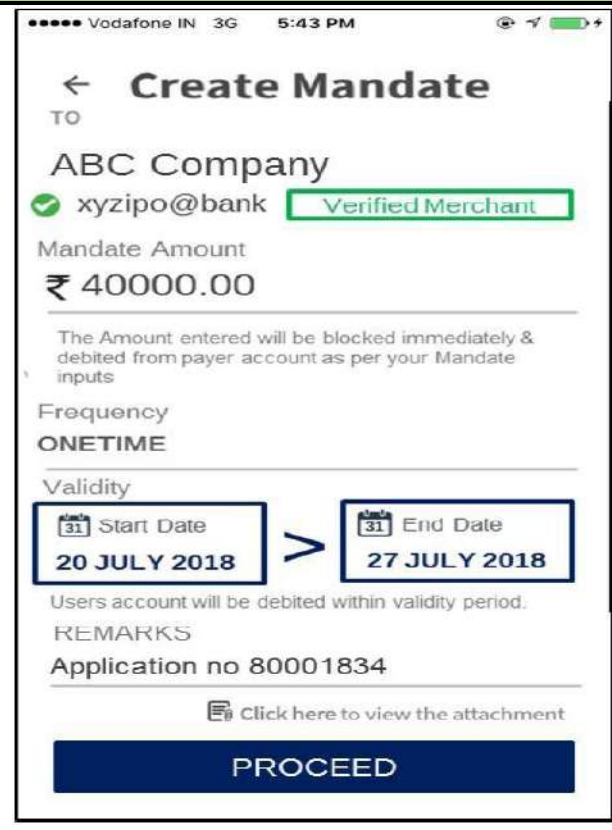 Vodafone IN 3G 5:43 PM
← Create Mandate
TO
ABC Company
xyzipo@bank Verified Merchant
Mandate Amount
₹ 40000.00
The Amount entered will be blocked immediately &
debited from payer account as per your Mandate
inputs
Frequency
ONETIME
Validity
31 Start Date > 31 End Date
20 JULY 2018 27 JULY 2018
Users account will be debited within validity period.
REMARKS
Application no 80001834
Click here to view the attachment
PROCEED